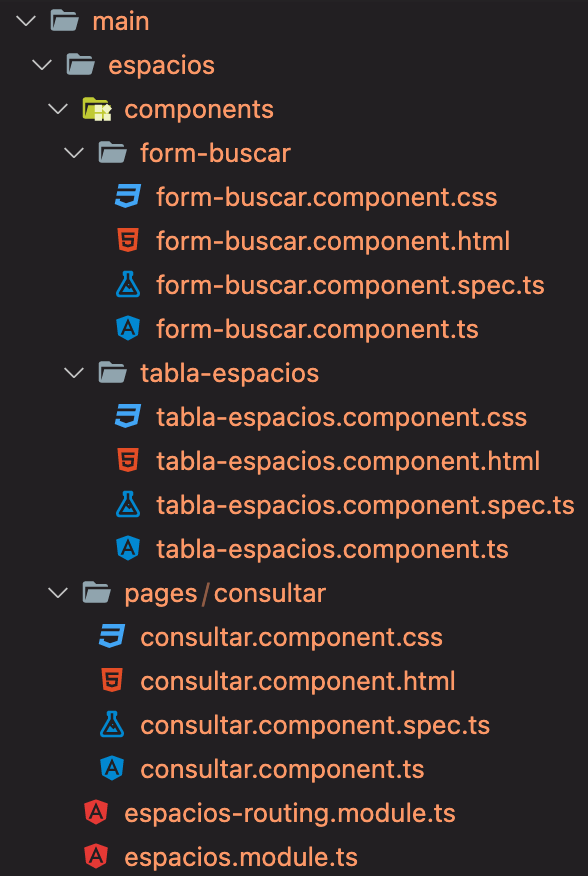 main
espacios
components
form-buscar
form-buscar.component.css
form-buscar.component.html
form-buscar.component.spec.ts
form-buscar.component.ts
tabla-espacios
tabla-espacios.component.css
tabla-espacios.component.html
tabla-espacios.component.spec.ts
tabla-espacios.component.ts
pages/consultar
consultar.component.css
consultar.component.html
consultar.component.spec.ts
consultar.component.ts
espacios-routing.module.ts
espacios.module.ts